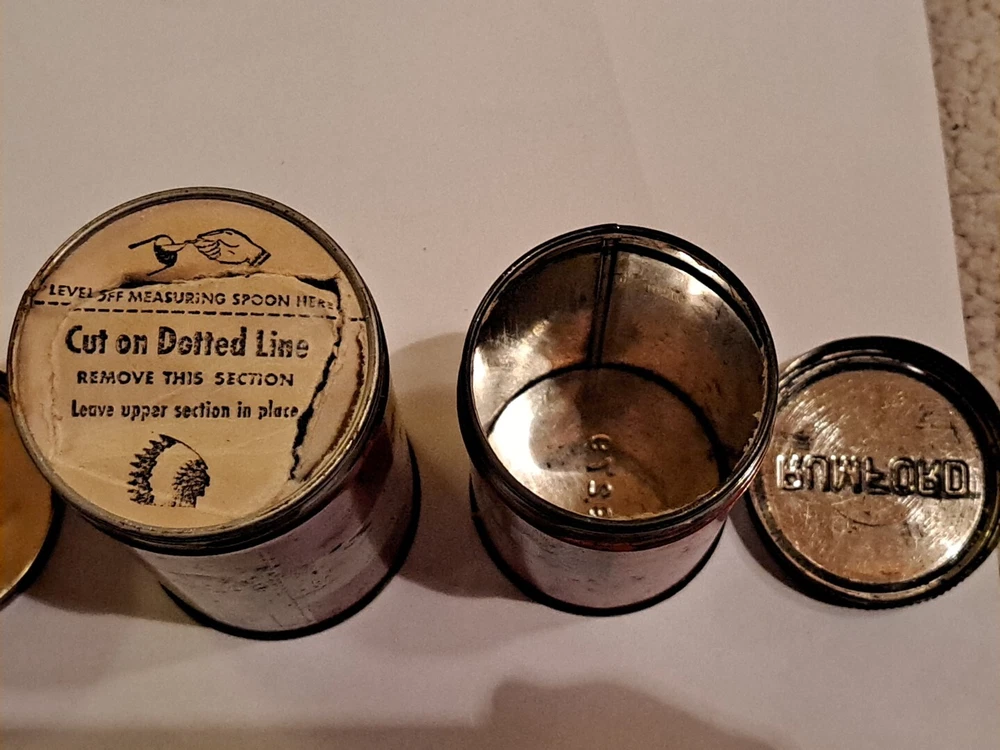 LEVEL OFF MEASURING SPOON HERE
Cut on Dotted Line
REMOVE THIS SECTION
Leave upper section in place
RUMFORD